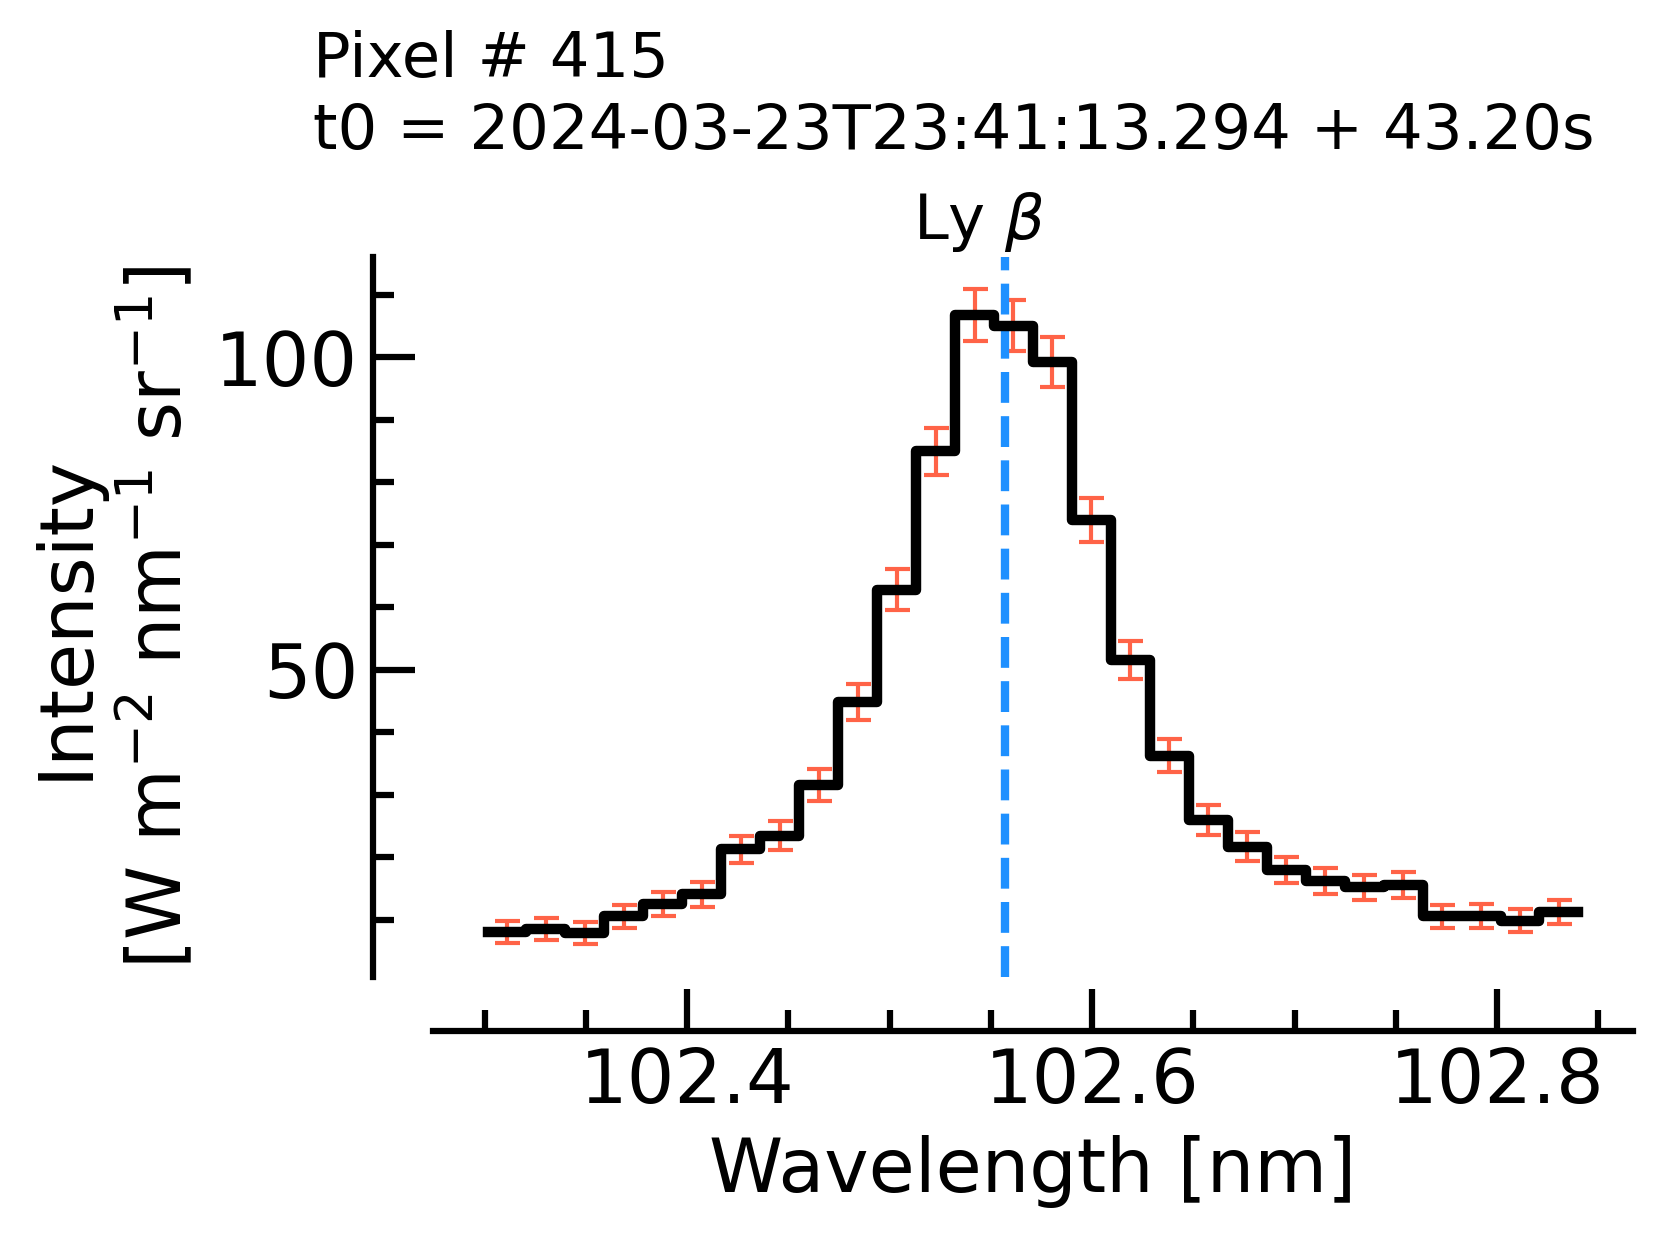 Pixel # 415
t0 = 2024-03-23T23:41:13.294 + 43.20s
Ly β
Intensity
[W m⁻² nm⁻¹ sr⁻¹]
100
50
102.4 102.6 102.8
Wavelength [nm]